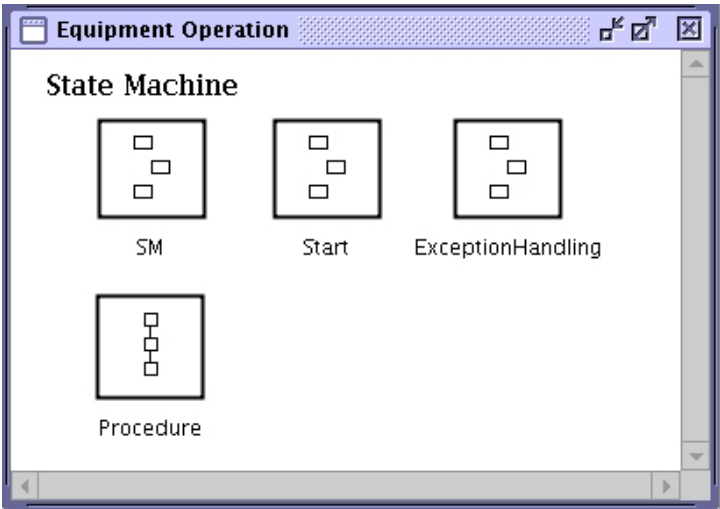 Equipment Operation
State Machine
SM Start ExceptionHandling
Procedure